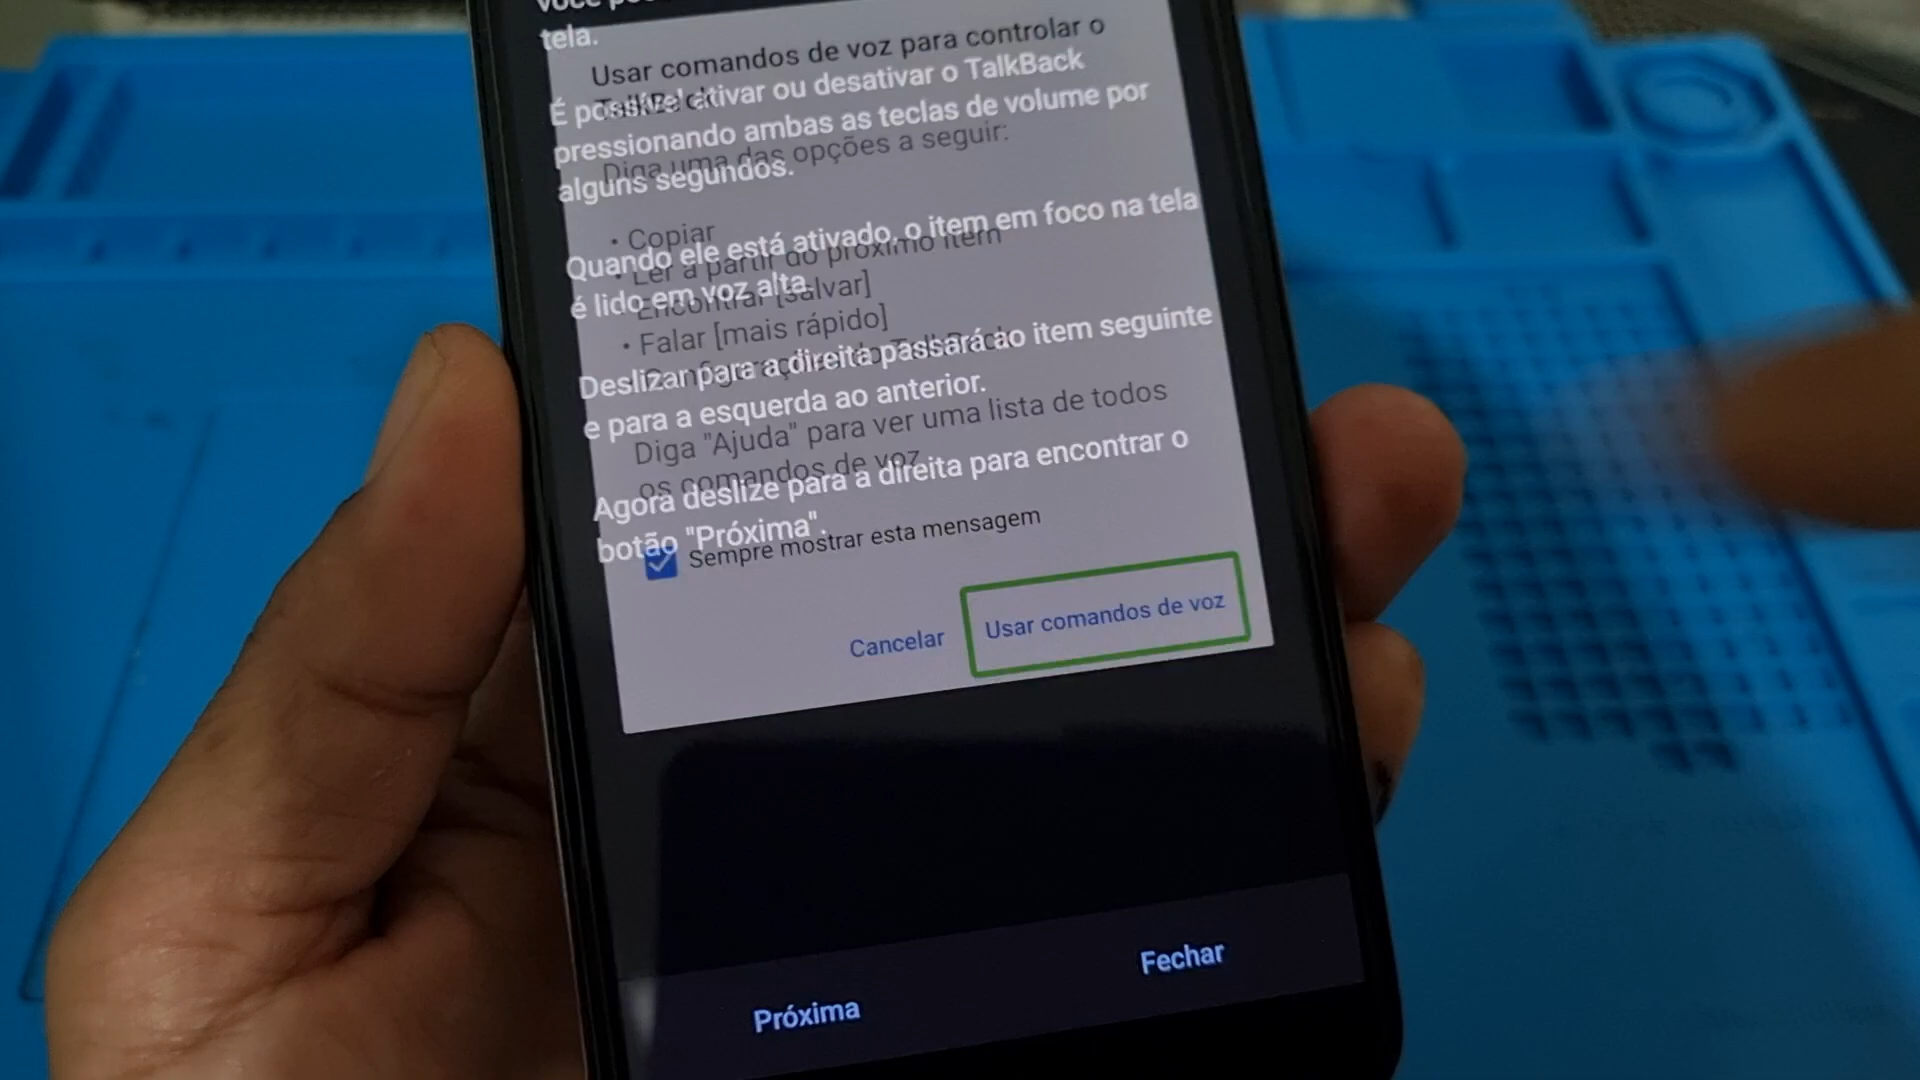 tela.
Usar comandos de voz para controlar o
TalkBack
É possível ativar ou desativar o TalkBack
pressionando ambas as teclas de volume por
Diga uma das opções a seguir:
alguns segundos.
• Copiar
Quando ele está ativado, o item em foco na tela
• Ler a partir do próximo item
é lido em voz alta.
Encontrar [salvar]
• Falar [mais rápido]
Deslizar para a direita passará ao item seguinte
e para a esquerda ao anterior.
Diga "Ajuda" para ver uma lista de todos
os comandos de voz
Agora deslize para a direita para encontrar o
botão "Próxima".
Sempre mostrar esta mensagem
Cancelar Usar comandos de voz
Próxima Fechar